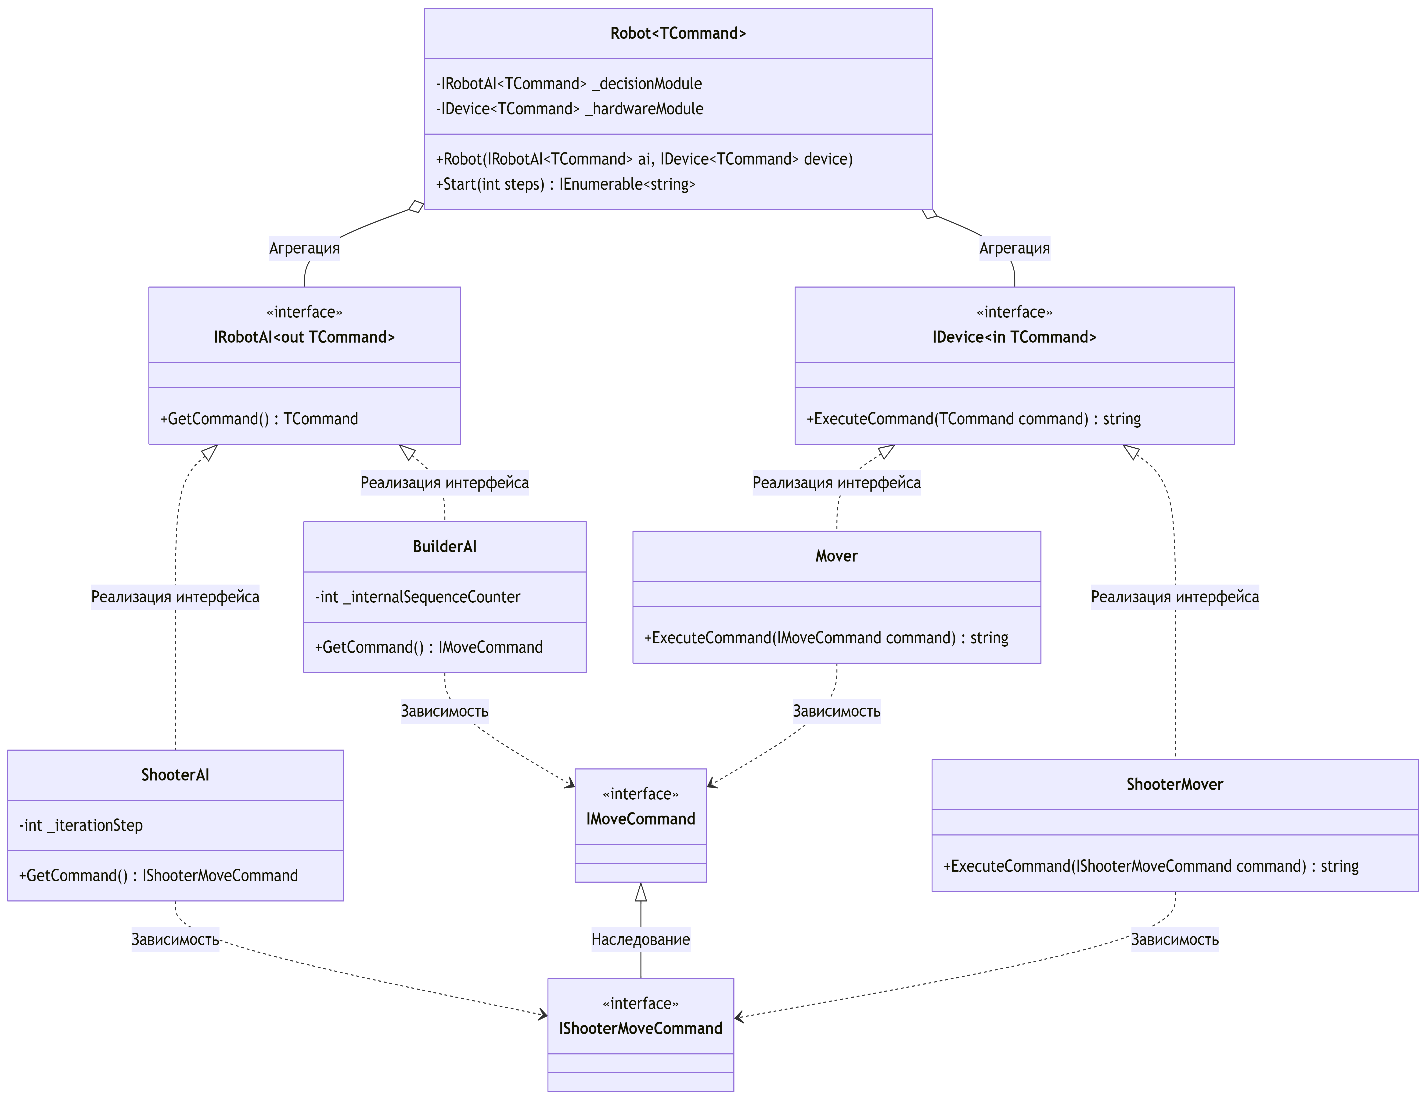 Robot<TCommand>
-IRobotAI<TCommand> _decisionModule
-IDevice<TCommand> _hardwareModule
+Robot(IRobotAI<TCommand> ai, IDevice<TCommand> device)
+Start(int steps) : IEnumerable<string>
Агрегация
Агрегация
«interface»
IRobotAI<out TCommand>
+GetCommand() : TCommand
«interface»
IDevice<in TCommand>
+ExecuteCommand(TCommand command) : string
Реализация интерфейса
Реализация интерфейса
BuilderAI
-int _internalSequenceCounter
+GetCommand() : IMoveCommand
Mover
+ExecuteCommand(IMoveCommand command) : string
Реализация интерфейса
Реализация интерфейса
Зависимость
Зависимость
ShooterAI
-int _iterationStep
+GetCommand() : IShooterMoveCommand
«interface»
IMoveCommand
ShooterMover
+ExecuteCommand(IShooterMoveCommand command) : string
Зависимость
Наследование
Зависимость
«interface»
IShooterMoveCommand